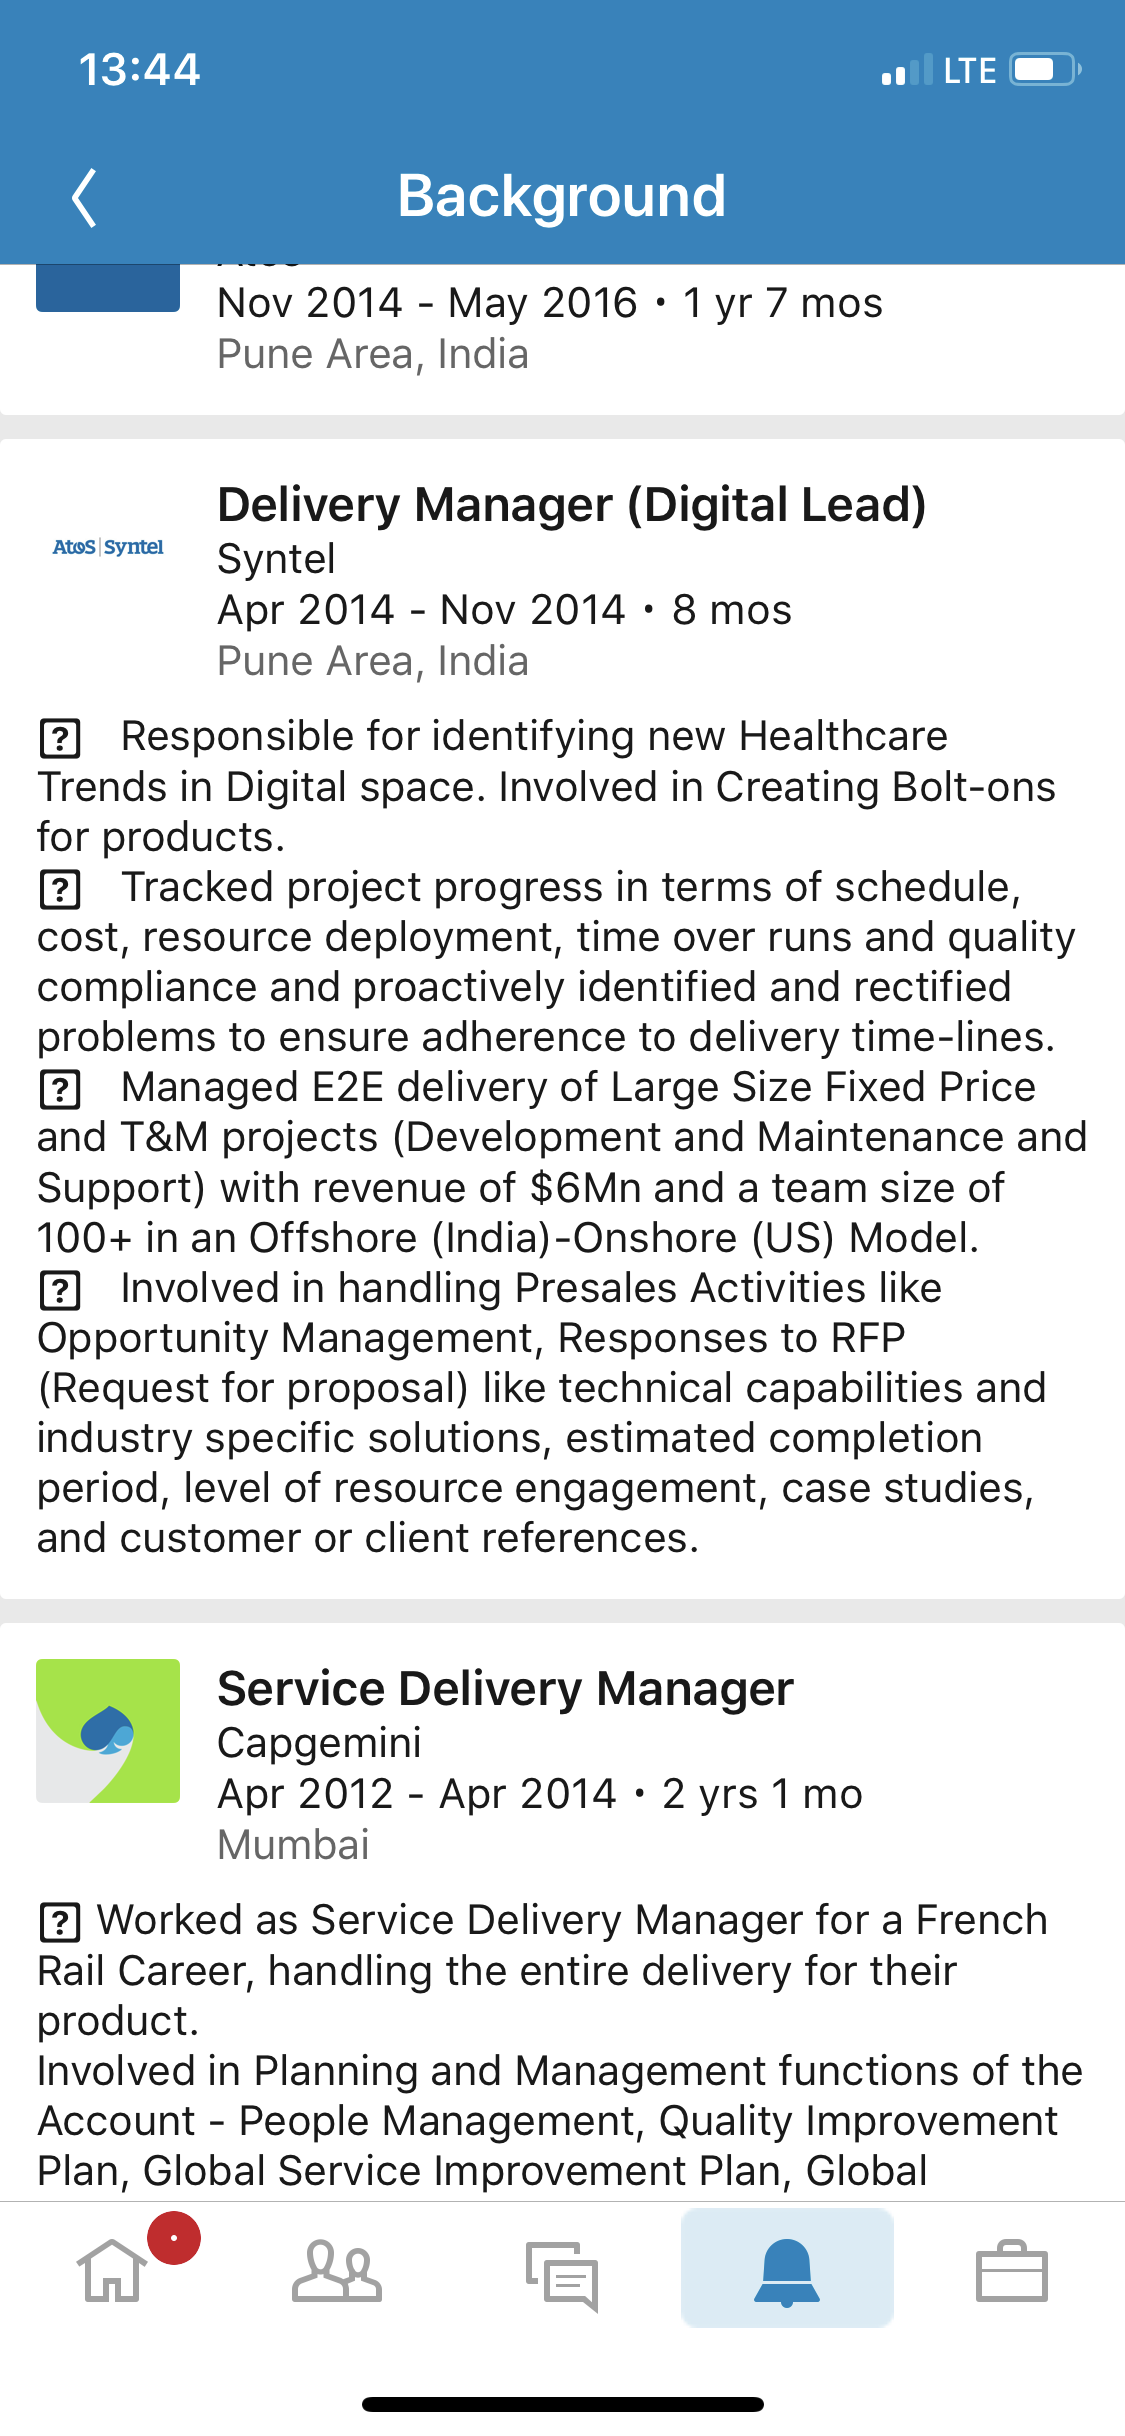 13:44
LTE
Background
Nov 2014 - May 2016 • 1 yr 7 mos
Pune Area, India
Delivery Manager (Digital Lead)
Atos | Syntel
Syntel
Apr 2014 - Nov 2014 • 8 mos
Pune Area, India
? Responsible for identifying new Healthcare
Trends in Digital space. Involved in Creating Bolt-ons
for products.
? Tracked project progress in terms of schedule,
cost, resource deployment, time over runs and quality
compliance and proactively identified and rectified
problems to ensure adherence to delivery time-lines.
? Managed E2E delivery of Large Size Fixed Price
and T&M projects (Development and Maintenance and
Support) with revenue of $6Mn and a team size of
100+ in an Offshore (India)-Onshore (US) Model.
? Involved in handling Presales Activities like
Opportunity Management, Responses to RFP
(Request for proposal) like technical capabilities and
industry specific solutions, estimated completion
period, level of resource engagement, case studies,
and customer or client references.
Service Delivery Manager
Capgemini
Apr 2012 - Apr 2014 • 2 yrs 1 mo
Mumbai
? Worked as Service Delivery Manager for a French
Rail Career, handling the entire delivery for their
product.
Involved in Planning and Management functions of the
Account - People Management, Quality Improvement
Plan, Global Service Improvement Plan, Global